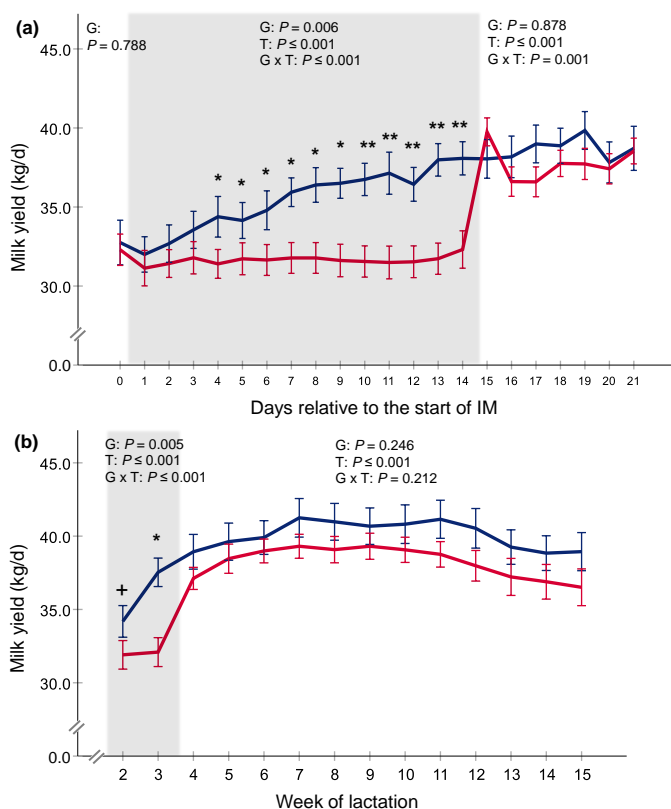 (a)
G:
P = 0.788
G: P = 0.006
T: P ≤ 0.001
G x T: P ≤ 0.001
G: P = 0.878
T: P ≤ 0.001
G x T: P = 0.001
45.0
40.0
35.0
30.0
0.0
Milk yield (kg/d)
* * * * * * ** ** ** ** **
0 1 2 3 4 5 6 7 8 9 10 11 12 13 14 15 16 17 18 19 20 21
Days relative to the start of IM
(b)
G: P = 0.005
T: P ≤ 0.001
G x T: P ≤ 0.001
G: P = 0.246
T: P ≤ 0.001
G x T: P = 0.212
45.0
40.0
35.0
30.0
0.0
Milk yield (kg/d)
+ *
2 3 4 5 6 7 8 9 10 11 12 13 14 15
Week of lactation